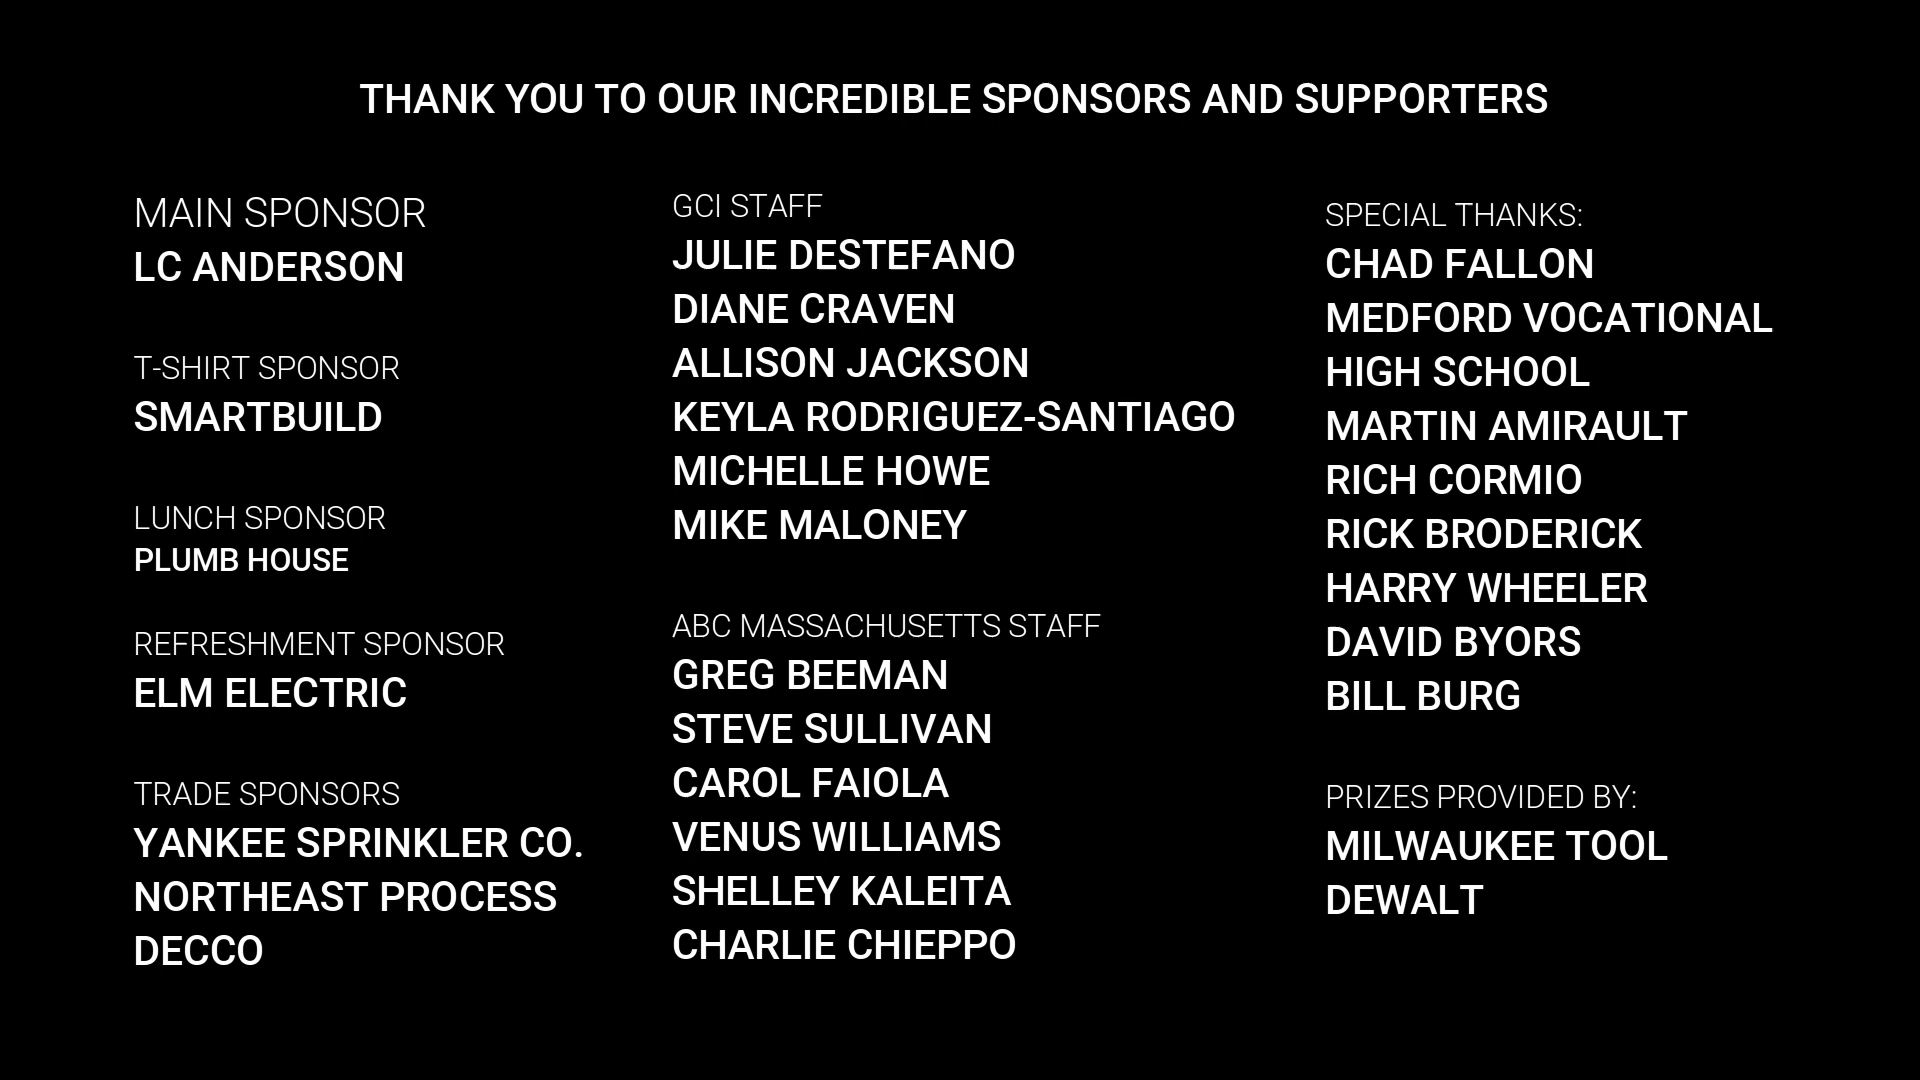 THANK YOU TO OUR INCREDIBLE SPONSORS AND SUPPORTERS
MAIN SPONSOR
LC ANDERSON
T-SHIRT SPONSOR
SMARTBUILD
LUNCH SPONSOR
PLUMB HOUSE
REFRESHMENT SPONSOR
ELM ELECTRIC
TRADE SPONSORS
YANKEE SPRINKLER CO.
NORTHEAST PROCESS
DECCO
GCI STAFF
JULIE DESTEFANO
DIANE CRAVEN
ALLISON JACKSON
KEYLA RODRIGUEZ-SANTIAGO
MICHELLE HOWE
MIKE MALONEY
ABC MASSACHUSETTS STAFF
GREG BEEMAN
STEVE SULLIVAN
CAROL FAIOLA
VENUS WILLIAMS
SHELLEY KALEITA
CHARLIE CHIEPPO
SPECIAL THANKS:
CHAD FALLON
MEDFORD VOCATIONAL
HIGH SCHOOL
MARTIN AMIRAULT
RICH CORMIO
RICK BRODERICK
HARRY WHEELER
DAVID BYORS
BILL BURG
PRIZES PROVIDED BY:
MILWAUKEE TOOL
DEWALT